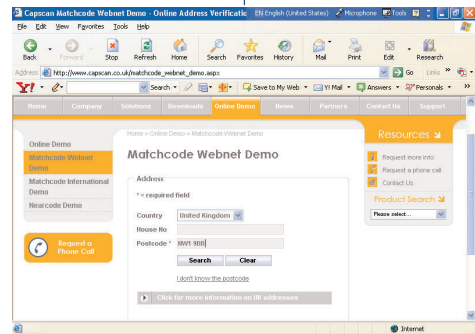 Capscan Matchcode Webnet Demo - Online Address Verificatio
EN English (United States) Microphone Tools
File Edit View Favorites Tools Help
Back Forward Stop Refresh Home Search Favorites History Mail Print Edit Research
Address http://www.capscan.co.uk/matchcode_webnet_demo.aspx Go Links »
Y! Search Save to My Web Y! Mail Answers Personals »
Home Company Solutions Downloads Online Demo News Partners Contact Us Support
Home > Online Demo > Matchcode Webnet Demo
Online Demo
Matchcode Webnet
Demo
Matchcode International
Demo
Nearcode Demo
Request a
Phone Call
Matchcode Webnet Demo
Address
* = required field
Country United Kingdom
House No
Postcode * NW1 9BB
Search Clear
I don't know the postcode
Click for more information on UK addresses
Resources
Request more info
Request a phone call
Contact Us
Product Search
Please select...
Internet